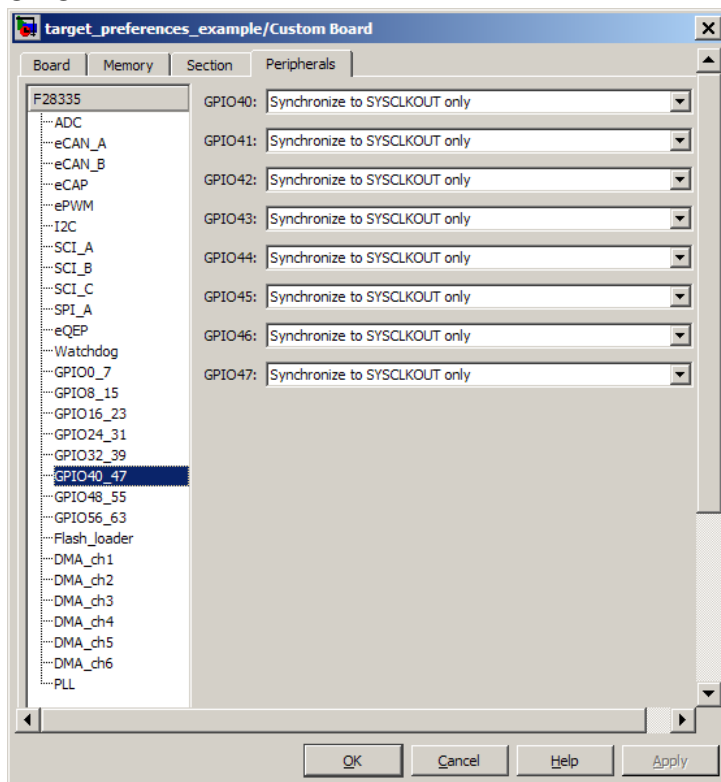 target_preferences_example/Custom Board
Board Memory Section Peripherals
F28335
ADC
eCAN_A
eCAN_B
eCAP
ePWM
I2C
SCI_A
SCI_B
SCI_C
SPI_A
eQEP
Watchdog
GPIO0_7
GPIO8_15
GPIO16_23
GPIO24_31
GPIO32_39
GPIO40_47
GPIO48_55
GPIO56_63
Flash_loader
DMA_ch1
DMA_ch2
DMA_ch3
DMA_ch4
DMA_ch5
DMA_ch6
PLL
GPIO40: Synchronize to SYSCLKOUT only
GPIO41: Synchronize to SYSCLKOUT only
GPIO42: Synchronize to SYSCLKOUT only
GPIO43: Synchronize to SYSCLKOUT only
GPIO44: Synchronize to SYSCLKOUT only
GPIO45: Synchronize to SYSCLKOUT only
GPIO46: Synchronize to SYSCLKOUT only
GPIO47: Synchronize to SYSCLKOUT only
OK Cancel Help Apply